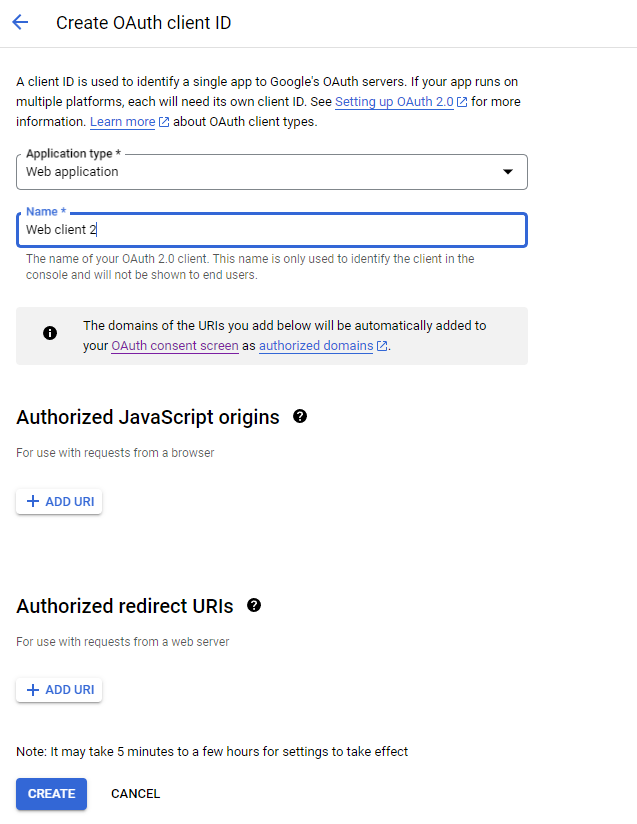 Create OAuth client ID
A client ID is used to identify a single app to Google's OAuth servers. If your app runs on
multiple platforms, each will need its own client ID. See Setting up OAuth 2.0 for more
information. Learn more about OAuth client types.
Application type *
Web application
Name *
Web client 2
The name of your OAuth 2.0 client. This name is only used to identify the client in the
console and will not be shown to end users.
The domains of the URIs you add below will be automatically added to
your OAuth consent screen as authorized domains.
Authorized JavaScript origins
For use with requests from a browser
+ ADD URI
Authorized redirect URIs
For use with requests from a web server
+ ADD URI
Note: It may take 5 minutes to a few hours for settings to take effect
CREATE CANCEL